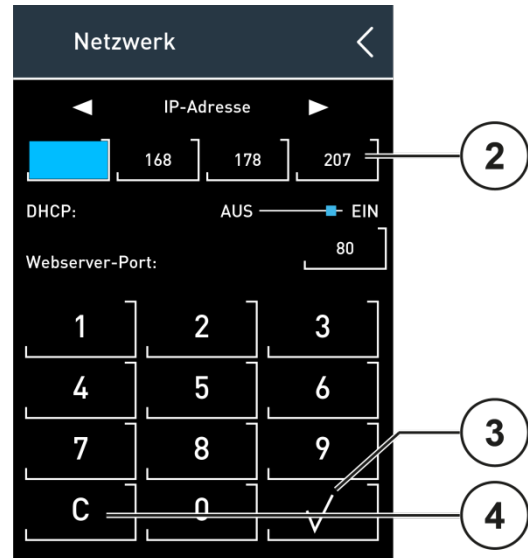 Netzwerk
IP-Adresse
168 178 207
2
DHCP: AUS EIN
Webserver-Port: 80
1 2 3
4 5 6
7 8 9
3
C 0
4